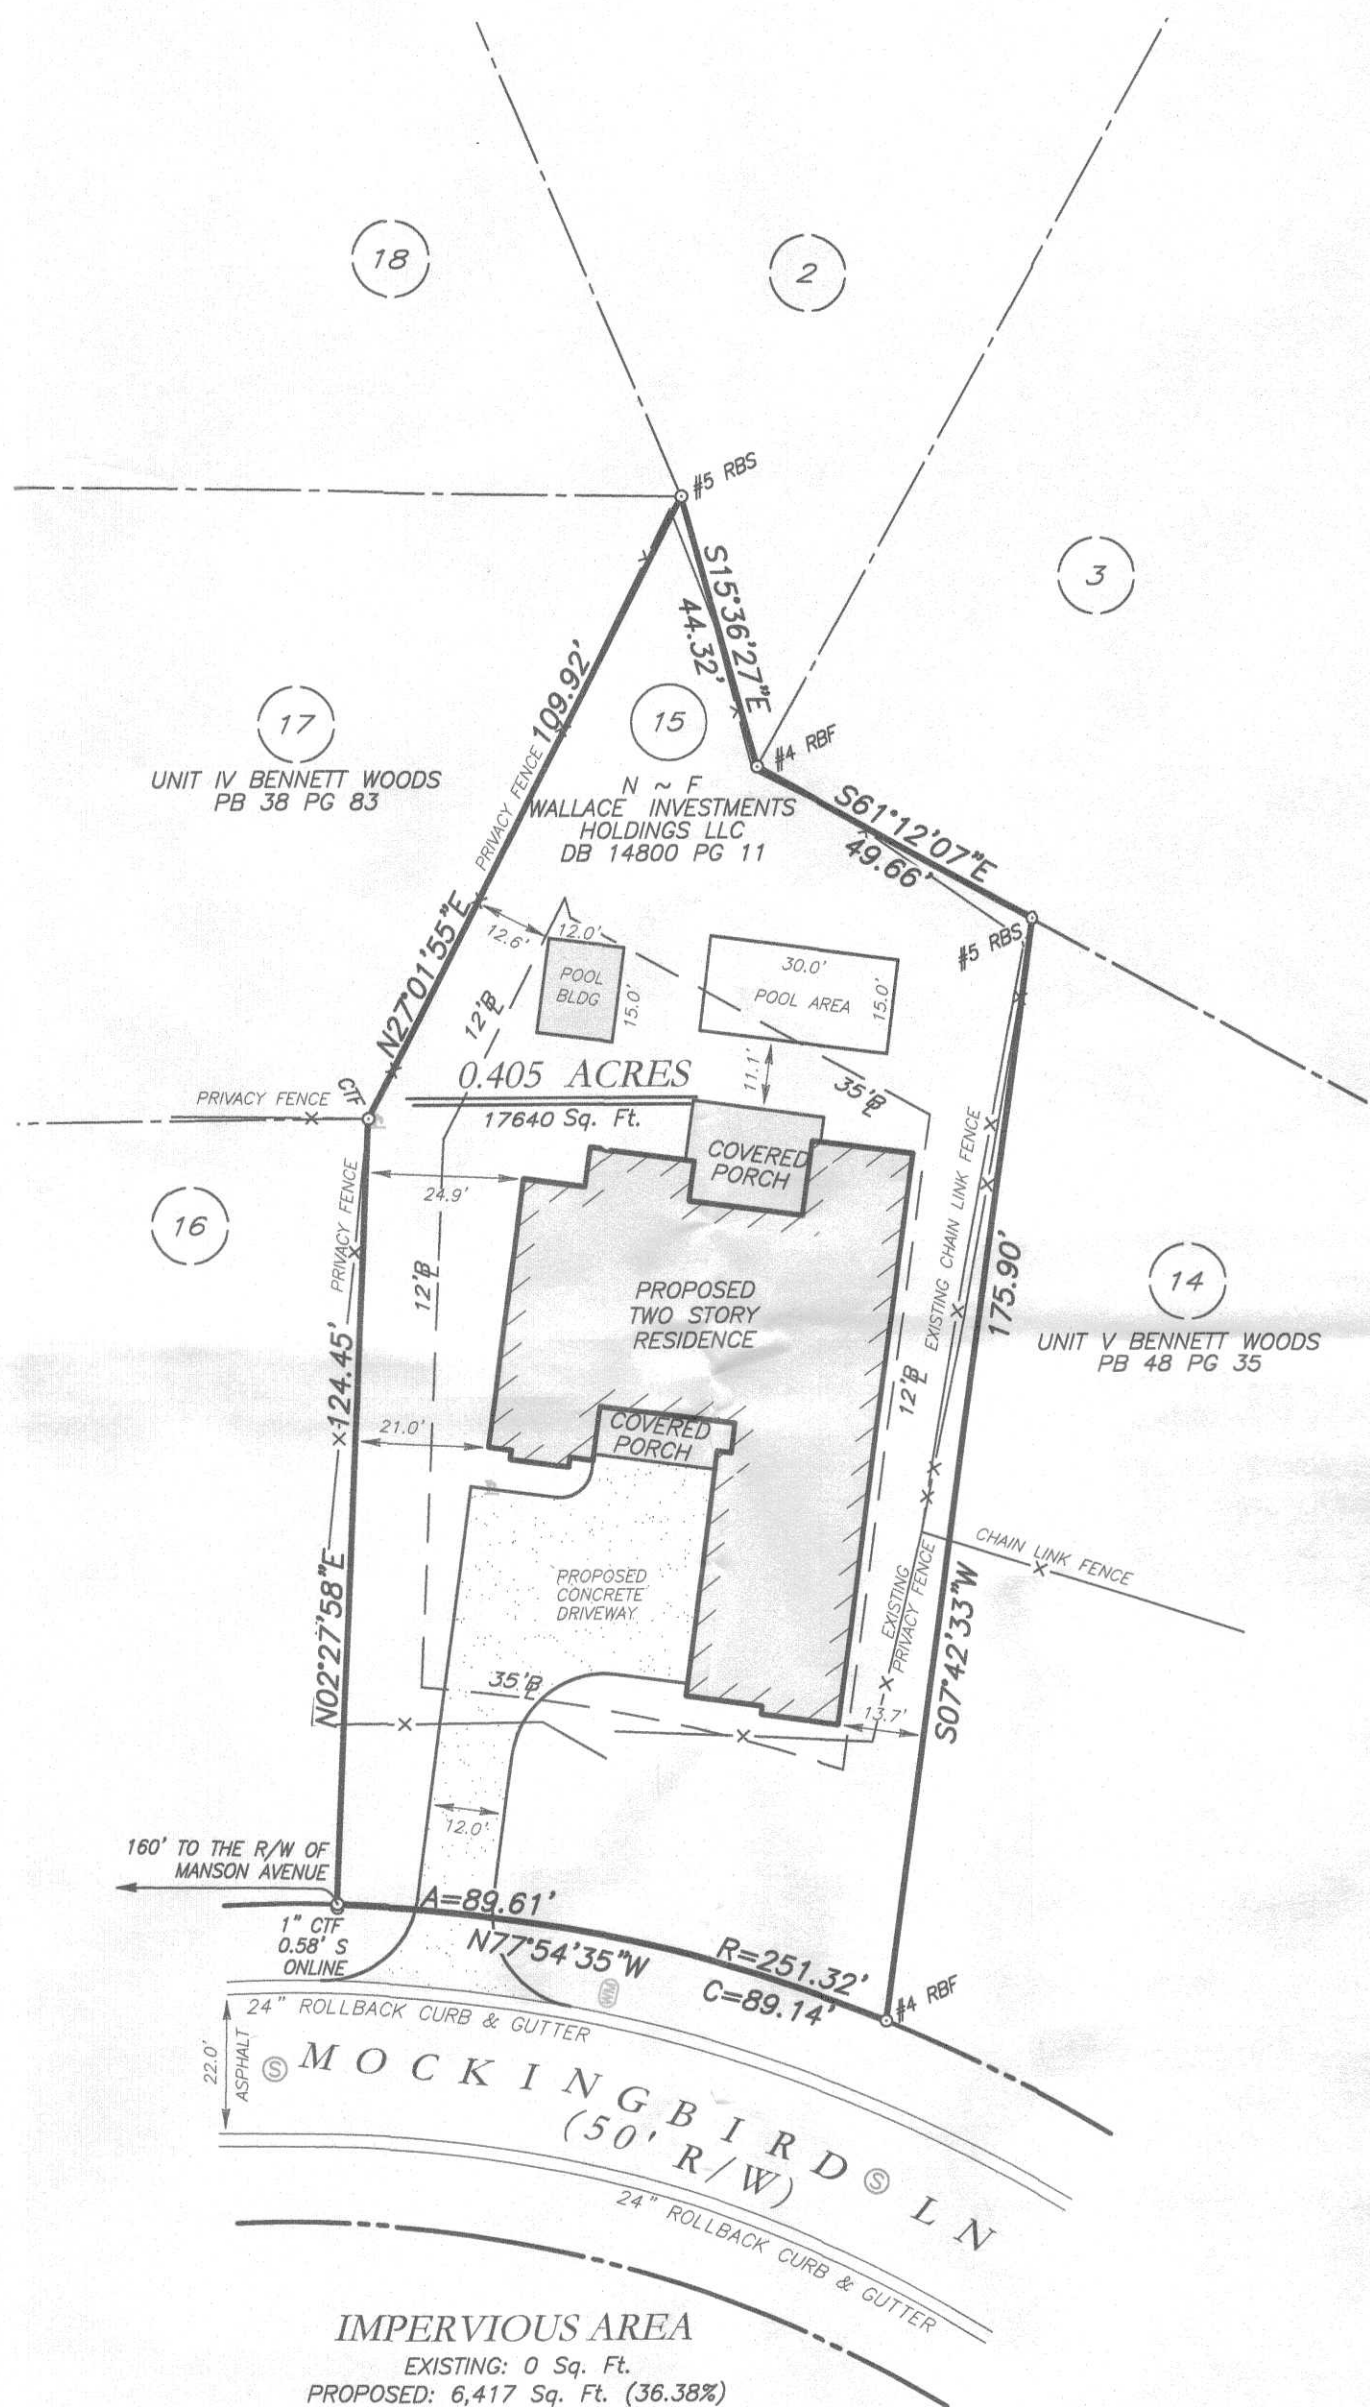 18
2
#5 RBS
3
S15°36'27"E
44.32'
109.92'
15
17
UNIT IV BENNETT WOODS
PB 38 PG 83
#4 RBF
N ~ F
WALLACE INVESTMENTS
HOLDINGS LLC
DB 14800 PG 11
S61°12'07"E
49.66'
PRIVACY FENCE
N27°01'55"E
#5 RBS
12.6'
12.0'
POOL
BLDG
15.0'
30.0'
POOL AREA
15.0'
12'BL
11.1'
35'BL
0.405 ACRES
17640 Sq. Ft.
PRIVACY FENCE
CTF
COVERED
PORCH
PRIVACY FENCE
24.9'
16
12'BL
EXISTING CHAIN LINK FENCE
PROPOSED
TWO STORY
RESIDENCE
175.90'
14
UNIT V BENNETT WOODS
PB 48 PG 35
12'BL
124.45'
21.0'
COVERED
PORCH
CHAIN LINK FENCE
N02°27'58"E
PROPOSED
CONCRETE
DRIVEWAY
EXISTING
PRIVACY FENCE
S07°42'33"W
35'BL
13.7'
12.0'
160' TO THE R/W OF
MANSON AVENUE
A=89.61'
1" CTF
0.58' S
ONLINE
N77°54'35"W
R=251.32'
C=89.14'
#4 RBF
WM
24" ROLLBACK CURB & GUTTER
22.0'
ASPHALT
S
MOCKINGBIRD LN
(50' R/W)
S
24" ROLLBACK CURB & GUTTER
IMPERVIOUS AREA
EXISTING: 0 Sq. Ft.
PROPOSED: 6,417 Sq. Ft. (36.38%)